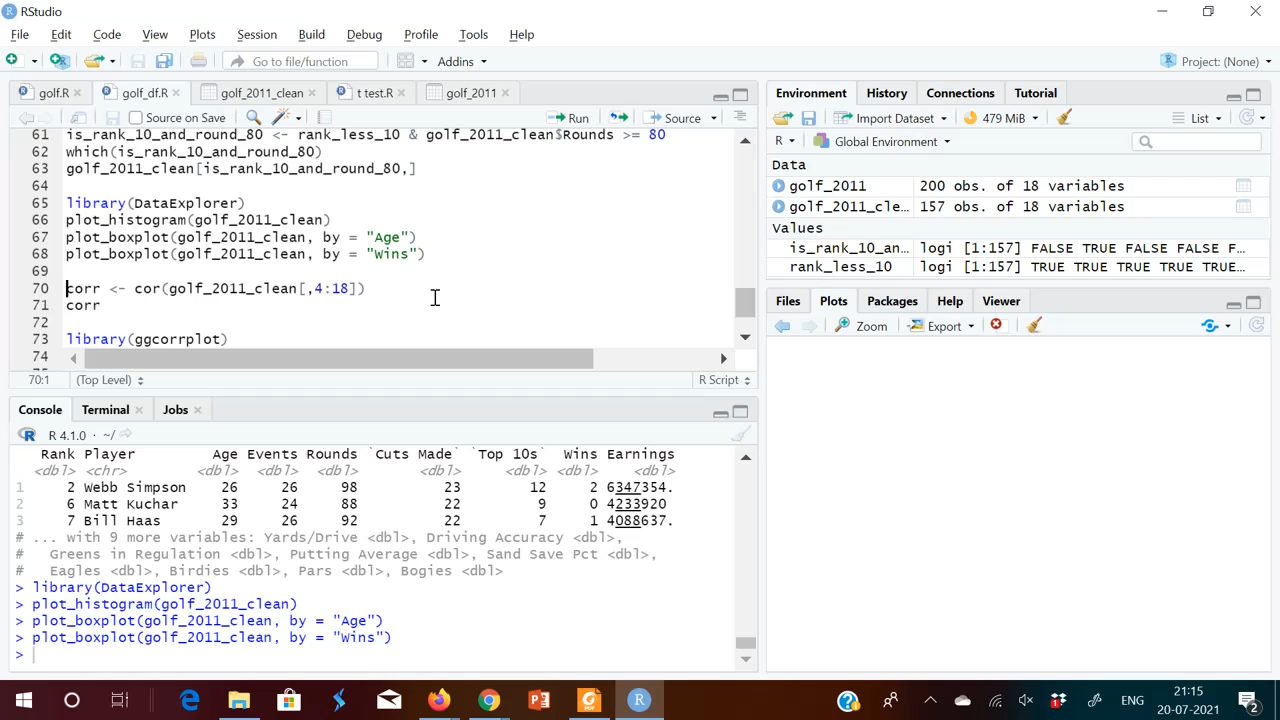 RStudio
File Edit Code View Plots Session Build Debug Profile Tools Help
Go to file/function Addins Project: (None)
golf.R golf_df.R golf_2011_clean t test.R golf_2011
Source on Save Run Source
61 is_rank_10_and_round_80 <- rank_less_10 & golf_2011_clean$Rounds >= 80
62 which(is_rank_10_and_round_80)
63 golf_2011_clean[is_rank_10_and_round_80,]
64
65 library(DataExplorer)
66 plot_histogram(golf_2011_clean)
67 plot_boxplot(golf_2011_clean, by = "Age")
68 plot_boxplot(golf_2011_clean, by = "Wins")
69
70 corr <- cor(golf_2011_clean[,4:18])
71 corr
72
73 library(ggcorrplot)
74
70:1 (Top Level) R Script
Console Terminal Jobs
R 4.1.0 · ~/
Rank Player Age Events Rounds `Cuts Made` `Top 10s` Wins Earnings
<dbl> <chr> <dbl> <dbl> <dbl> <dbl> <dbl> <dbl> <dbl>
1 2 Webb Simpson 26 26 98 23 12 2 6347354.
2 6 Matt Kuchar 33 24 88 22 9 0 4233920
3 7 Bill Haas 29 26 92 22 7 1 4088637.
# ... with 9 more variables: Yards/Drive <dbl>, Driving Accuracy <dbl>,
# Greens in Regulation <dbl>, Putting Average <dbl>, Sand Save Pct <dbl>,
# Eagles <dbl>, Birdies <dbl>, Pars <dbl>, Bogies <dbl>
> library(DataExplorer)
> plot_histogram(golf_2011_clean)
> plot_boxplot(golf_2011_clean, by = "Age")
> plot_boxplot(golf_2011_clean, by = "Wins")
>
Environment History Connections Tutorial
Import Dataset 479 MiB List
R Global Environment
Data
golf_2011 200 obs. of 18 variables
golf_2011_cle… 157 obs. of 18 variables
Values
is_rank_10_an… logi [1:157] FALSE TRUE FALSE FALSE F…
rank_less_10 logi [1:157] TRUE TRUE TRUE TRUE TRUE…
Files Plots Packages Help Viewer
Zoom Export
ENG 21:15
20-07-2021 2